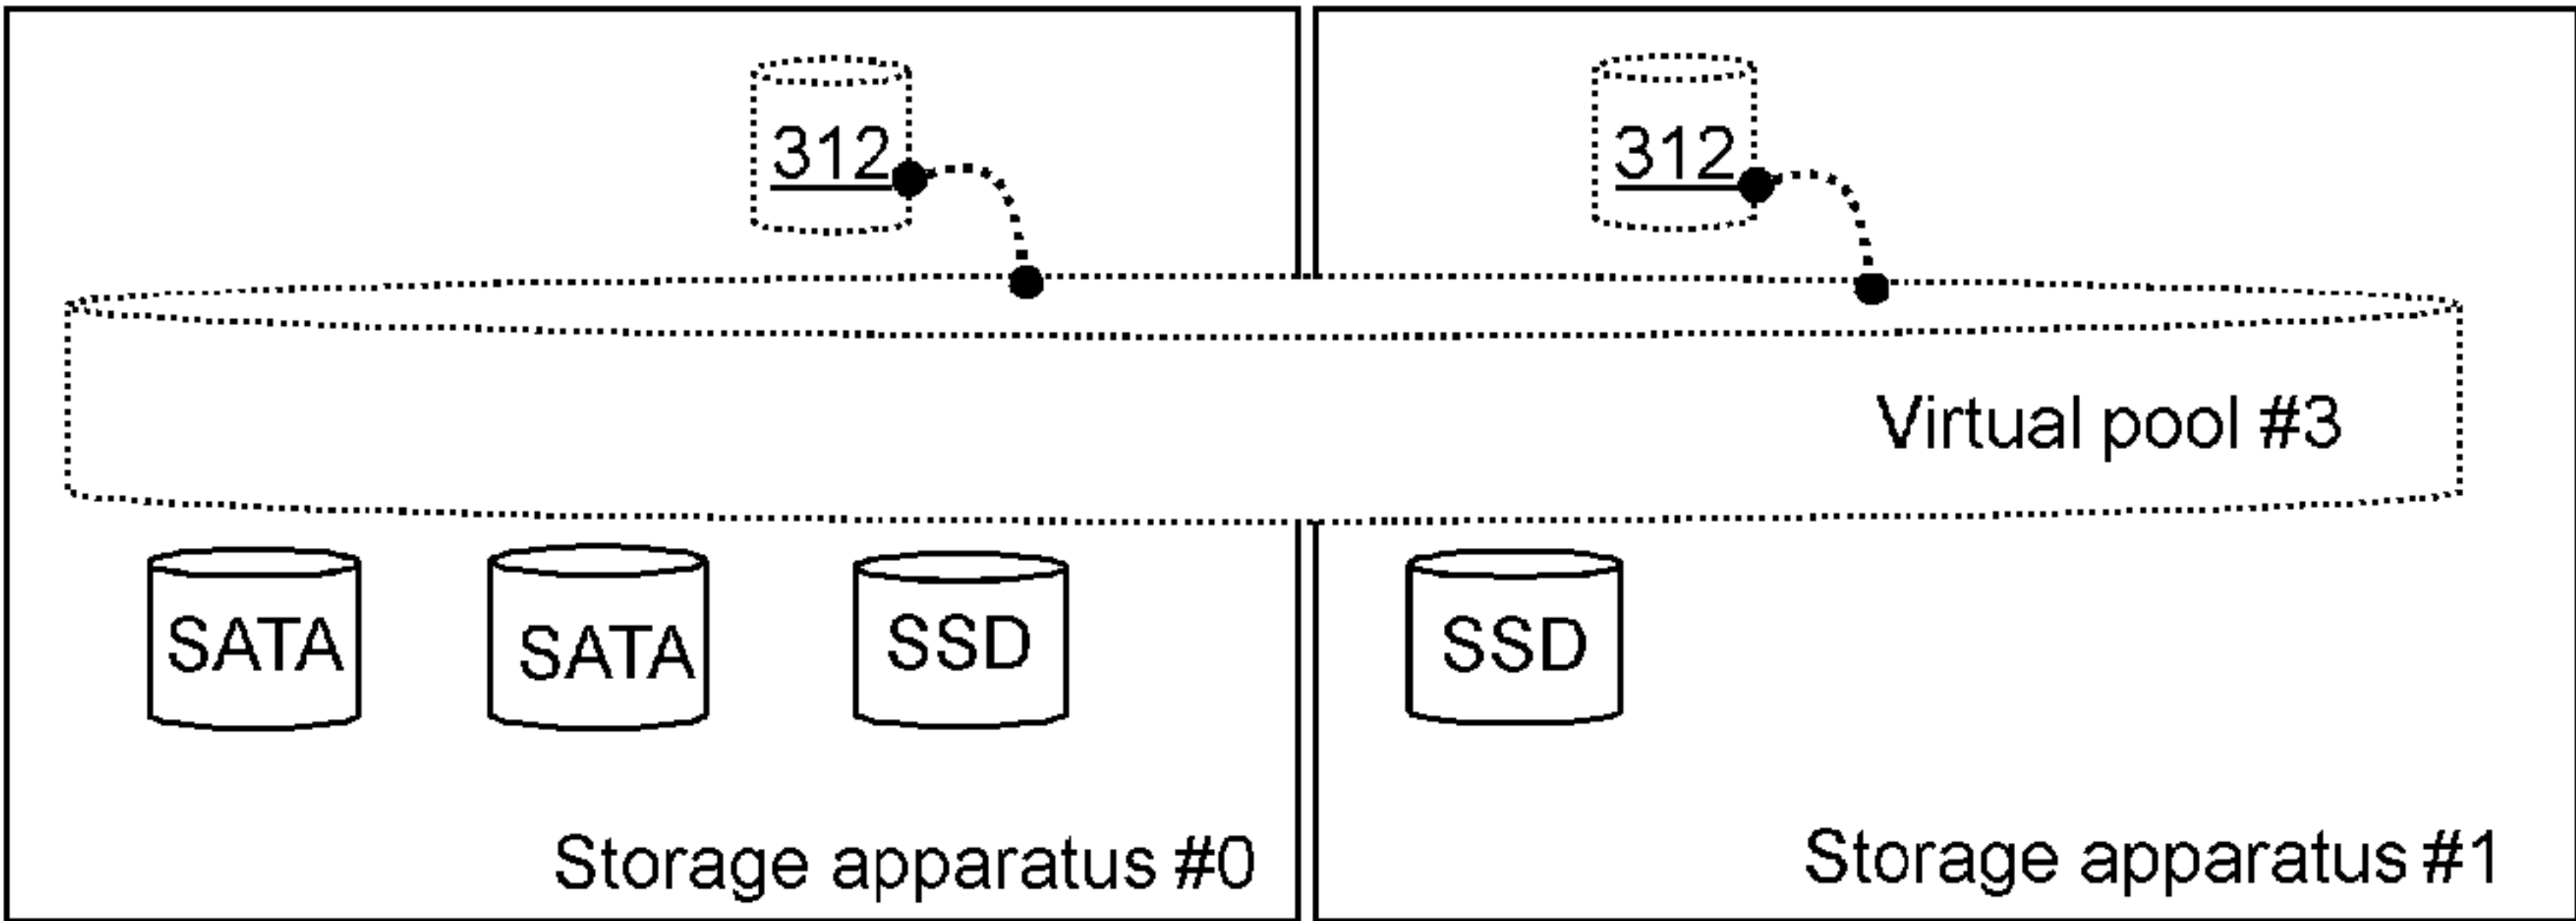 312
312
Virtual pool #3
SATA
SATA
SSD
SSD
Storage apparatus #0
Storage apparatus #1